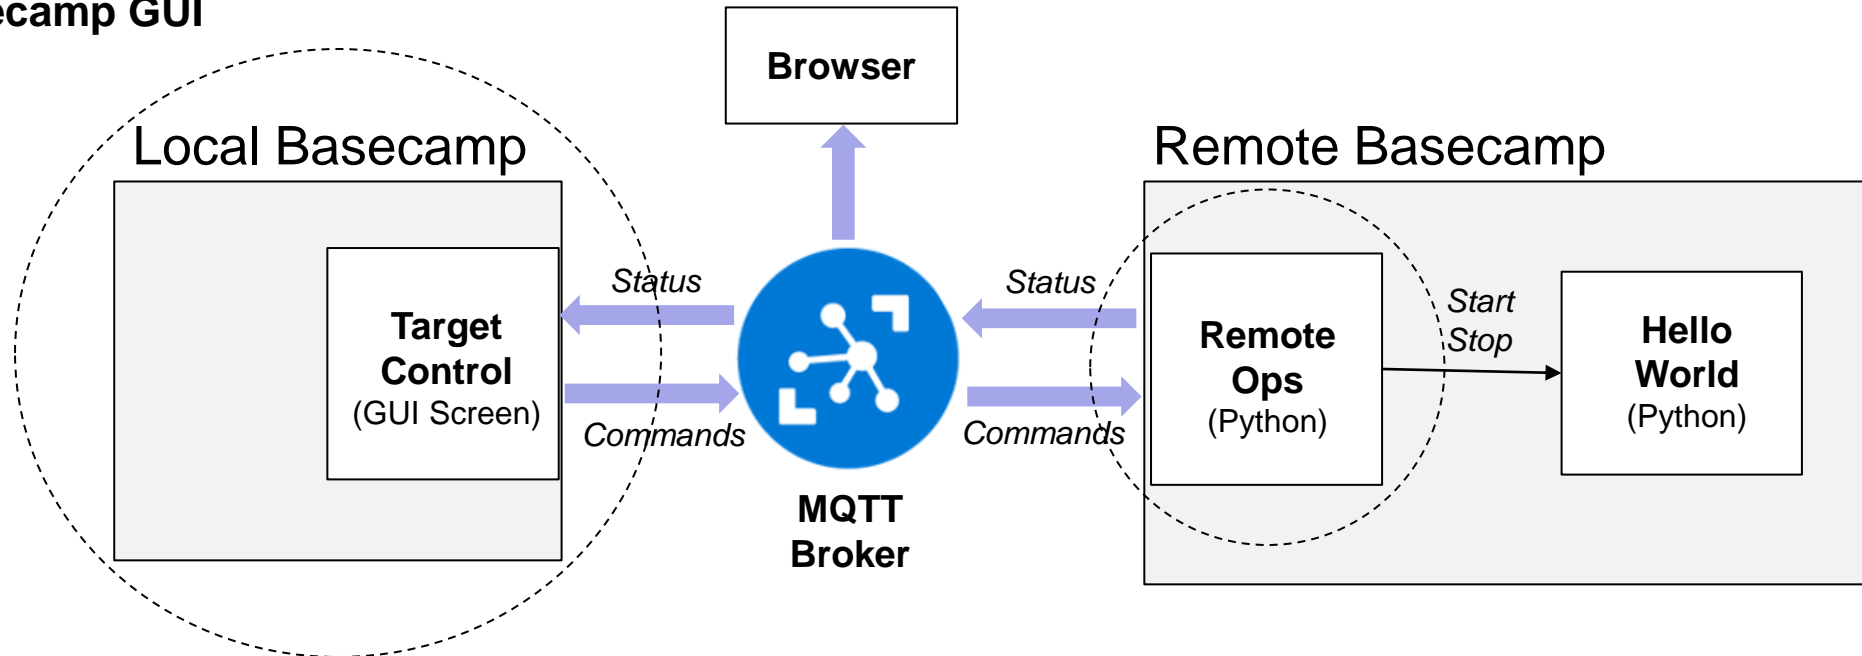 ecamp GUI
Browser
Local Basecamp
Remote Basecamp
Status
Status
Target
Control
(GUI Screen)
Remote
Ops
(Python)
Start
Stop
Hello
World
(Python)
Commands
Commands
MQTT
Broker